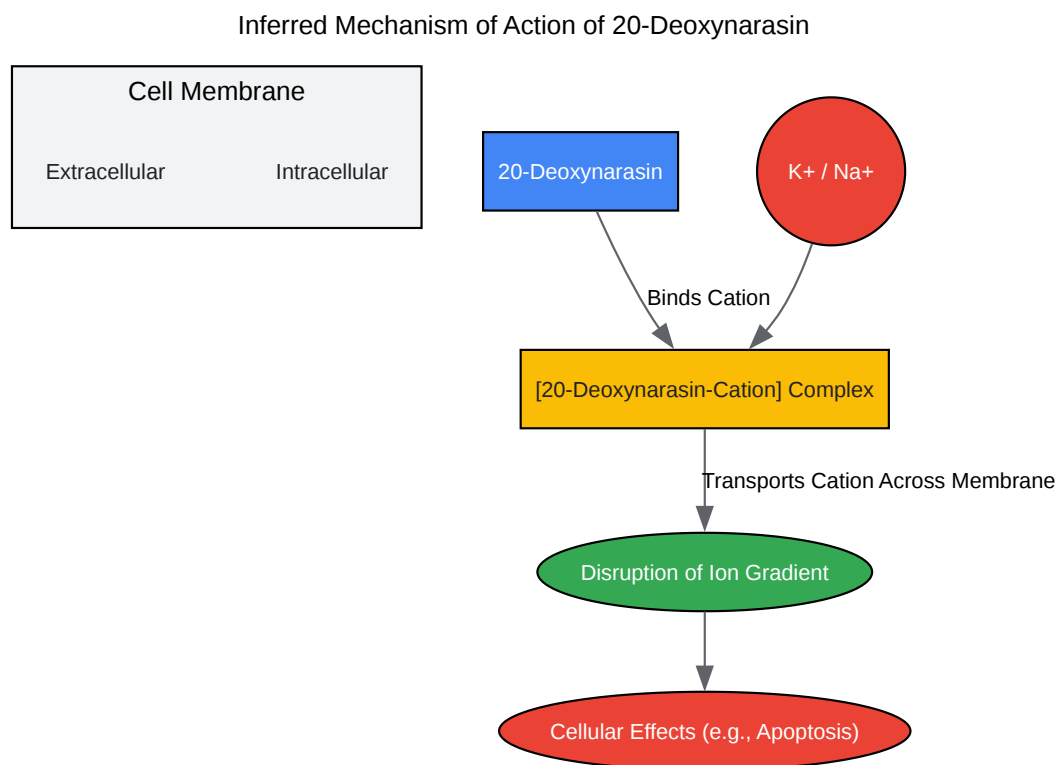 Inferred Mechanism of Action of 20-Deoxynarasin
Cell Membrane
Extracellular
Intracellular
20-Deoxynarasin
K+ / Na+
Binds Cation
[20-Deoxynarasin-Cation] Complex
Transports Cation Across Membrane
Disruption of Ion Gradient
Cellular Effects (e.g., Apoptosis)